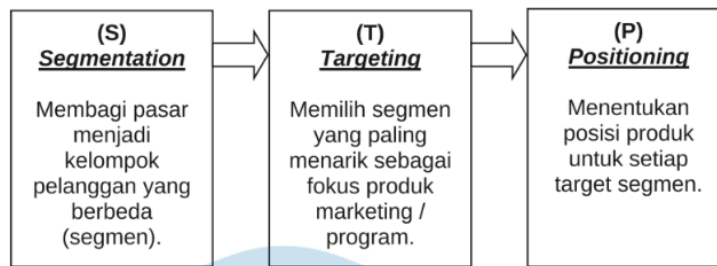 (S)
Segmentation
Membagi pasar
menjadi
kelompok
pelanggan yang
berbeda
(segmen).
(T)
Targeting
Memilih segmen
yang paling
menarik sebagai
fokus produk
marketing /
program.
(P)
Positioning
Menentukan
posisi produk
untuk setiap
target segmen.